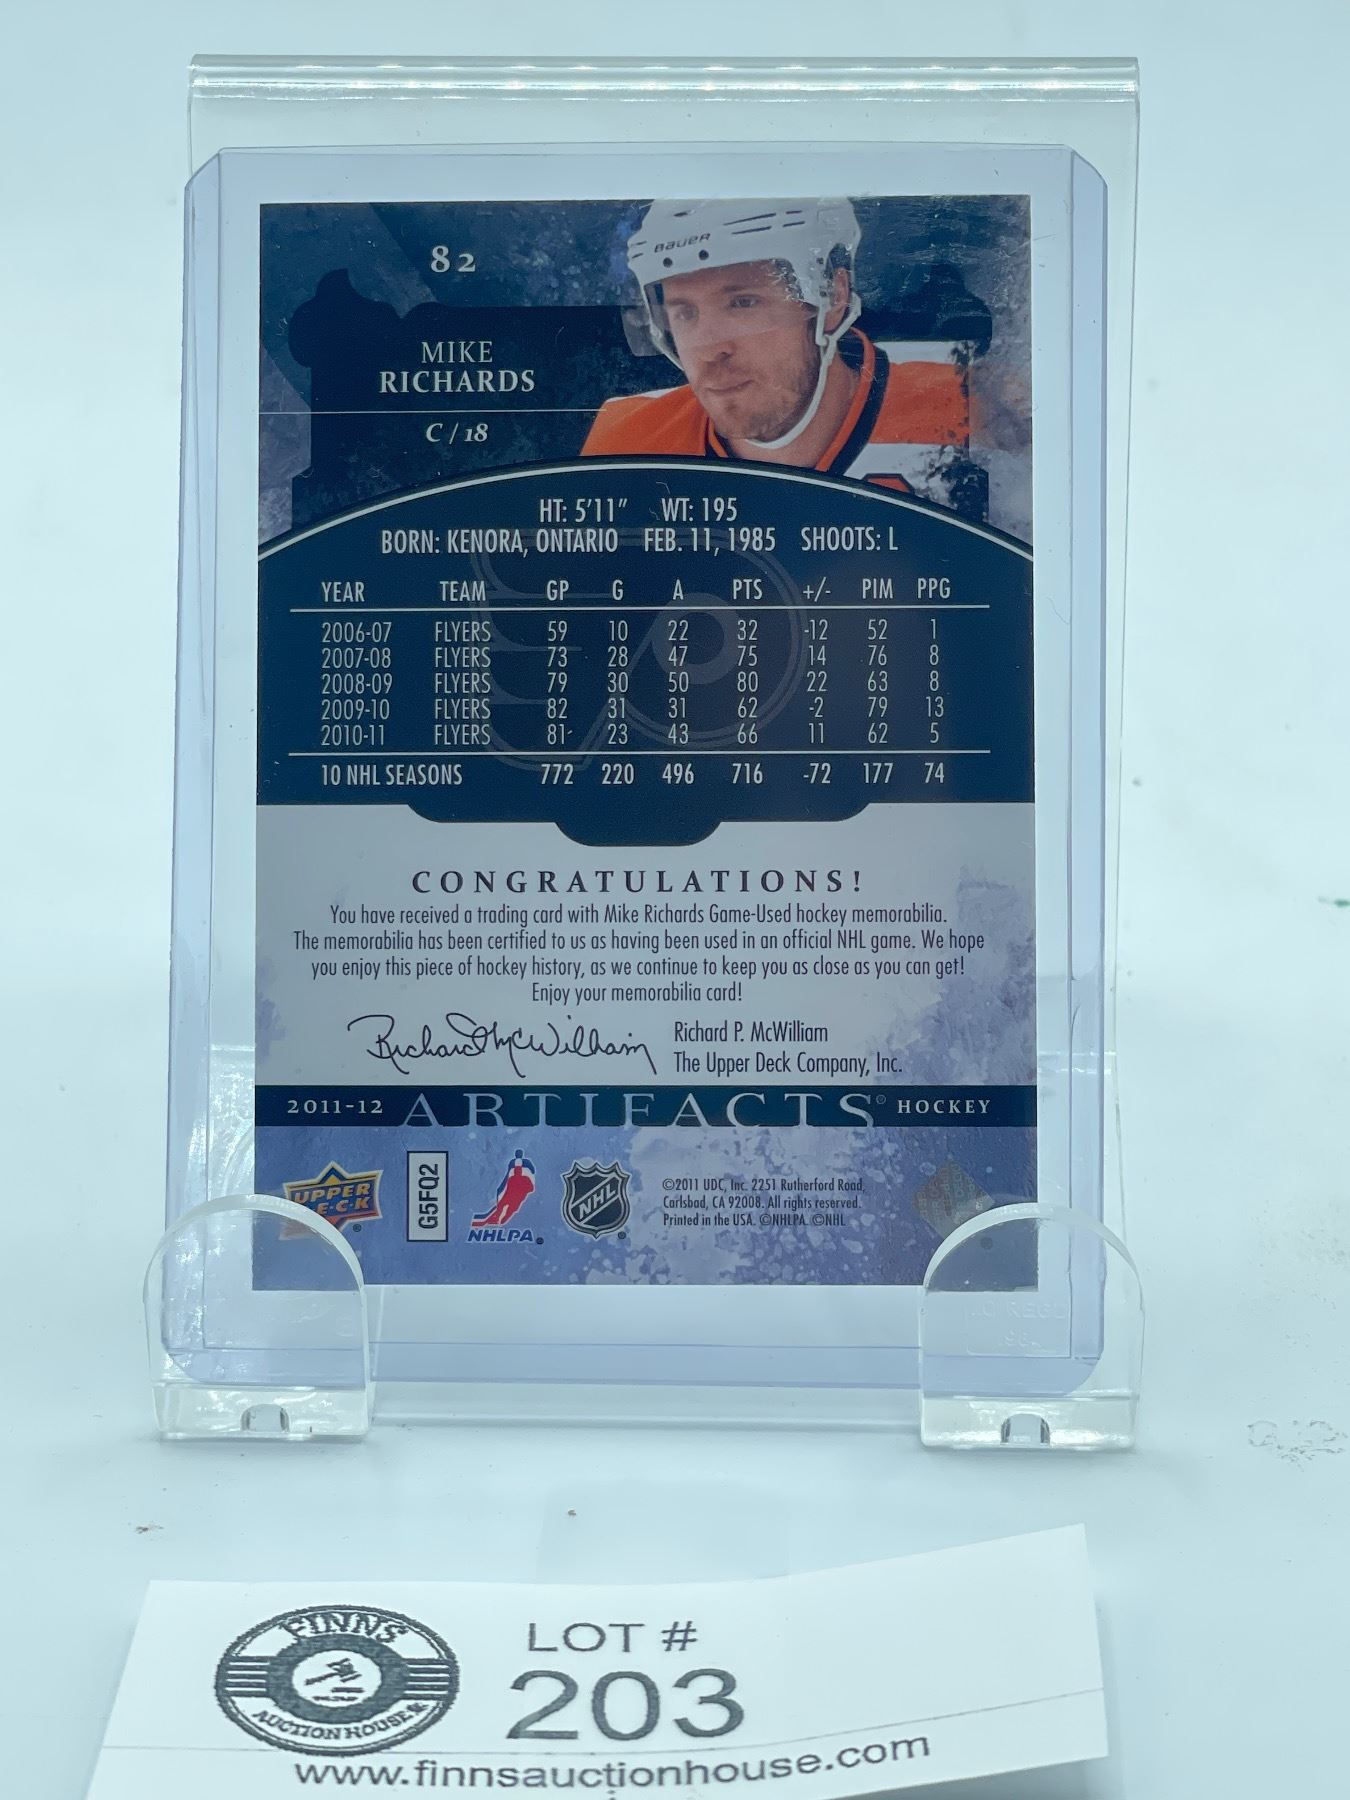 82
BAUER
MIKE
RICHARDS
C / 18
HT: 5'11" WT: 195
BORN: KENORA, ONTARIO FEB. 11, 1985 SHOOTS: L
YEAR TEAM GP G A PTS +/- PIM PPG
2006-07 FLYERS 59 10 22 32 -12 52 1
2007-08 FLYERS 73 28 47 75 14 76 8
2008-09 FLYERS 79 30 50 80 22 63 8
2009-10 FLYERS 82 31 31 62 -2 79 13
2010-11 FLYERS 81 23 43 66 11 62 5
10 NHL SEASONS 772 220 496 716 -72 177 74
CONGRATULATIONS!
You have received a trading card with Mike Richards Game-Used hockey memorabilia.
The memorabilia has been certified to us as having been used in an official NHL game. We hope
you enjoy this piece of hockey history, as we continue to keep you as close as you can get!
Enjoy your memorabilia card!
Richard McWilliam
Richard P. McWilliam
The Upper Deck Company, Inc.
2011-12 ARTIFACTS® HOCKEY
UPPER DECK®
G5FQ2
NHLPA®
NHL®
©2011 UDC, Inc. 2251 Rutherford Road,
Carlsbad, CA 92008. All rights reserved.
Printed in the USA. ©NHLPA. ©NHL
FINNS
AUCTION HOUSE
LOT #
203
www.finnsauctionhouse.com